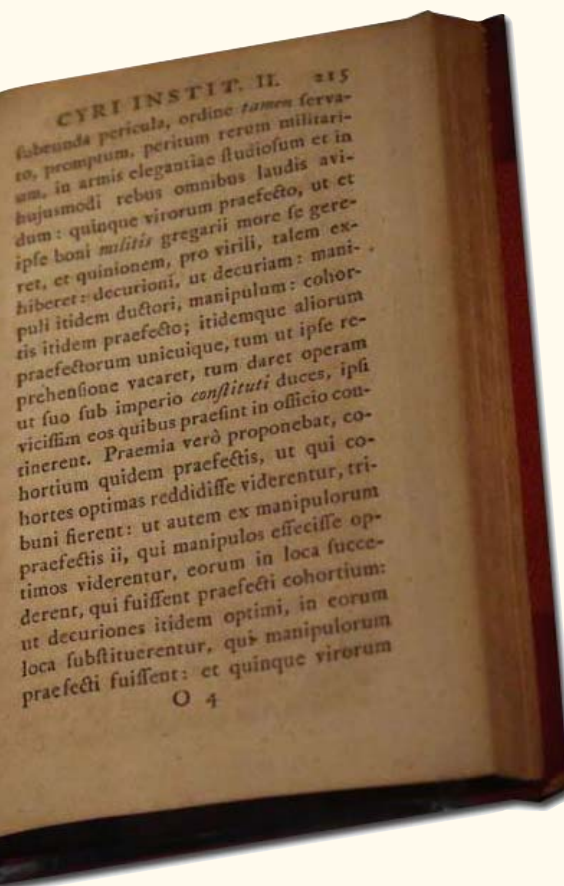 CYRI INSTIT. II. 215
ſubeunda pericula, ordine tamen ſerva-
to, promptum, peritum rerum militari-
um, in armis elegantiae ſtudioſum et in
hujusmodi rebus omnibus laudis avi-
dum: quinque virorum praefecto, ut et
ipſe boni militis gregarii more ſe gere-
ret, et quinionem, pro virili, talem ex-
hiberet: decurioni, ut decuriam: mani-
puli itidem ductori, manipulum: cohor-
tis itidem praefecto; itidemque aliorum
praefectorum unicuique, tum ut ipſe re-
prehenſione vacaret, tum daret operam
ut ſuo ſub imperio conſtituti duces, ipſi
viciſſim eos quibus praeſint in officio con-
tinerent. Praemia verò proponebat, co-
hortium quidem praefectis, ut qui co-
hortes optimas reddidiſſe viderentur, tri-
buni fierent: ut autem ex manipulorum
praefectis ii, qui manipulos effeciſſe op-
timos viderentur, eorum in loca ſucce-
derent, qui fuiſſent praefecti cohortium:
ut decuriones itidem optimi, in eorum
loca ſubſtituerentur, qui manipulorum
praefecti fuiſſent: et quinque virorum
O 4